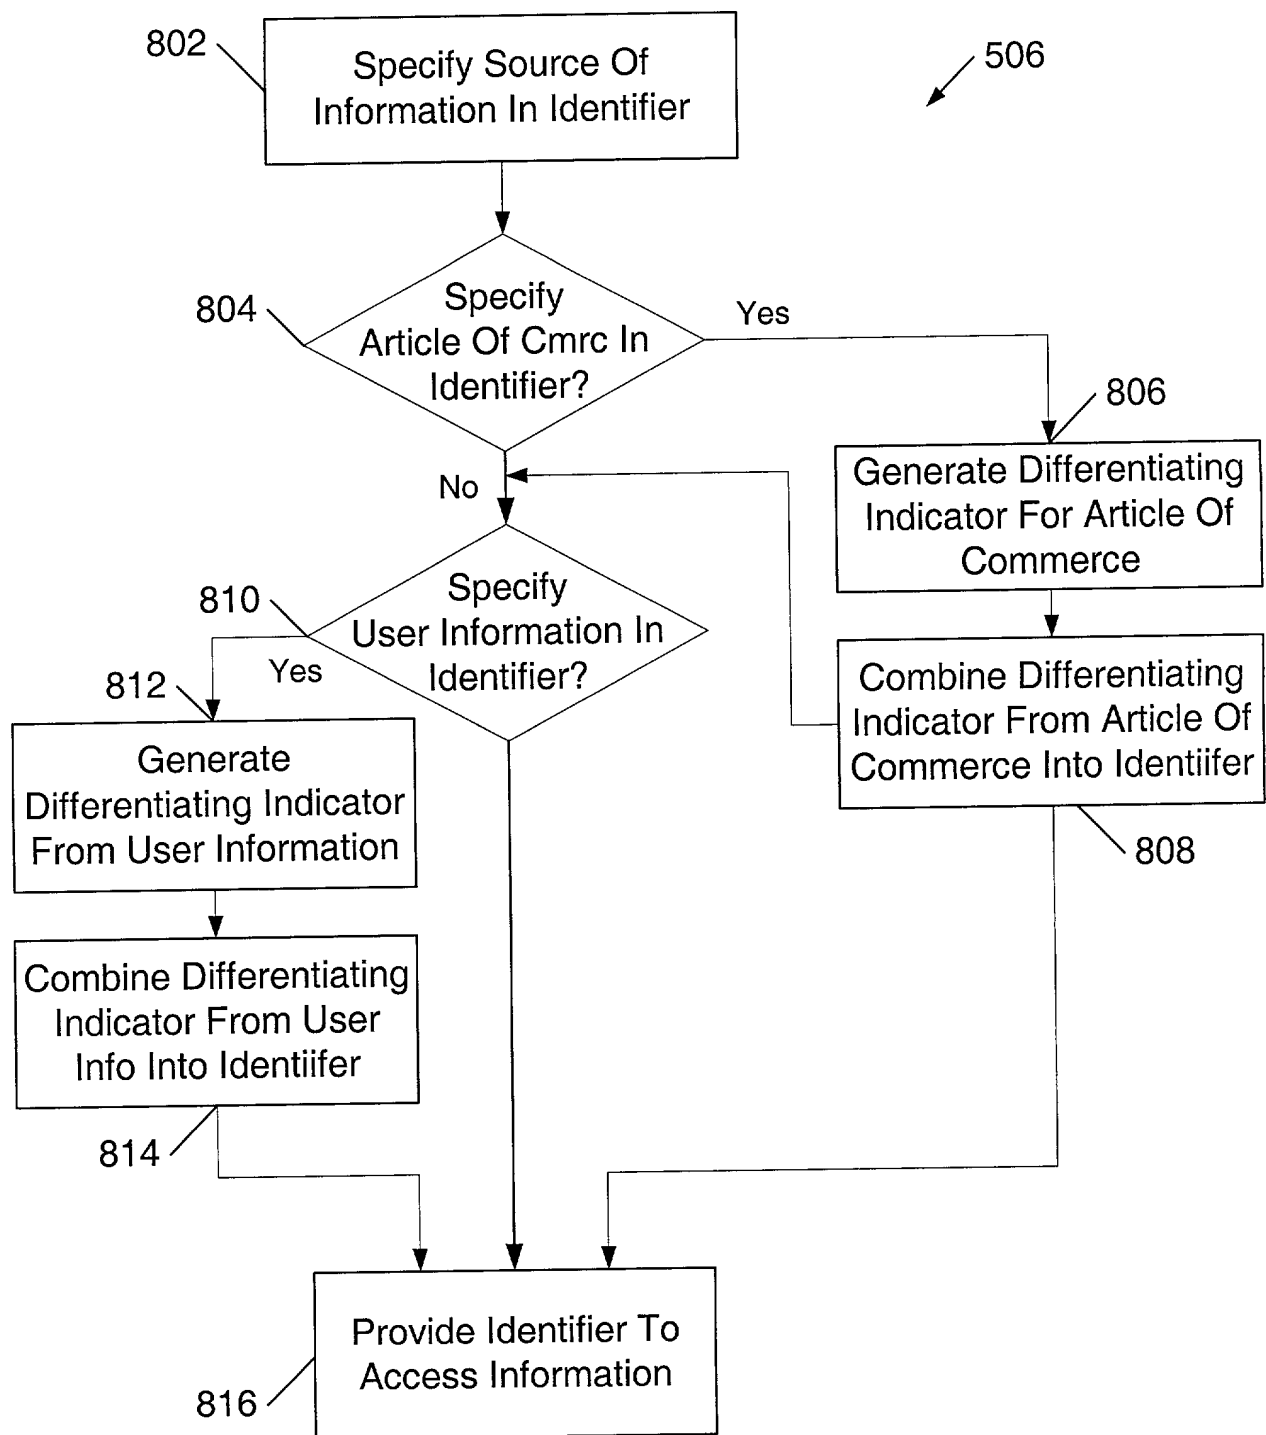 802
Specify Source Of
Information In Identifier
506
804
Specify
Article Of Cmrc In
Identifier?
Yes
806
Generate Differentiating
Indicator For Article Of
Commerce
No
810
Specify
User Information In
Identifier?
Yes
Combine Differentiating
Indicator From Article Of
Commerce Into Identiifer
808
812
Generate
Differentiating Indicator
From User Information
Combine Differentiating
Indicator From User
Info Into Identiifer
814
Provide Identifier To
Access Information
816